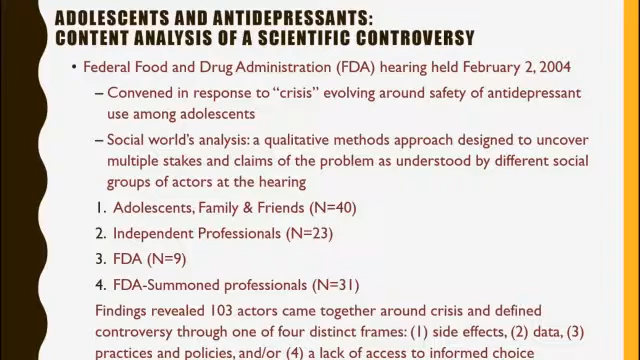 ADOLESCENTS AND ANTIDEPRESSANTS:
CONTENT ANALYSIS OF A SCIENTIFIC CONTROVERSY
• Federal Food and Drug Administration (FDA) hearing held February 2, 2004
– Convened in response to “crisis” evolving around safety of antidepressant
use among adolescents
– Social world’s analysis: a qualitative methods approach designed to uncover
multiple stakes and claims of the problem as understood by different social
groups of actors at the hearing
1. Adolescents, Family & Friends (N=40)
2. Independent Professionals (N=23)
3. FDA (N=9)
4. FDA-Summoned professionals (N=31)
Findings revealed 103 actors came together around crisis and defined
controversy through one of four distinct frames: (1) side effects, (2) data, (3)
practices and policies, and/or (4) a lack of access to informed choice